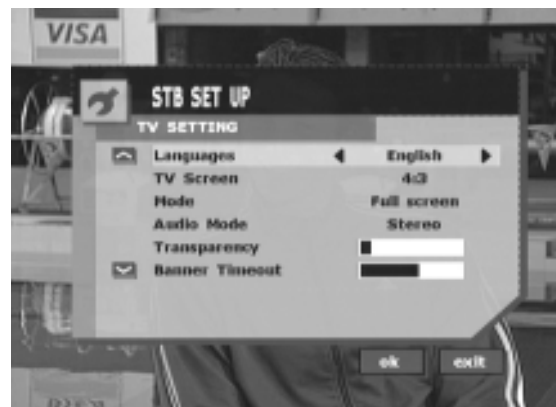 VISA
STB SET UP
TV SETTING
Languages English
TV Screen 4:3
Mode Full screen
Audio Mode Stereo
Transparency
Banner Timeout
ok exit